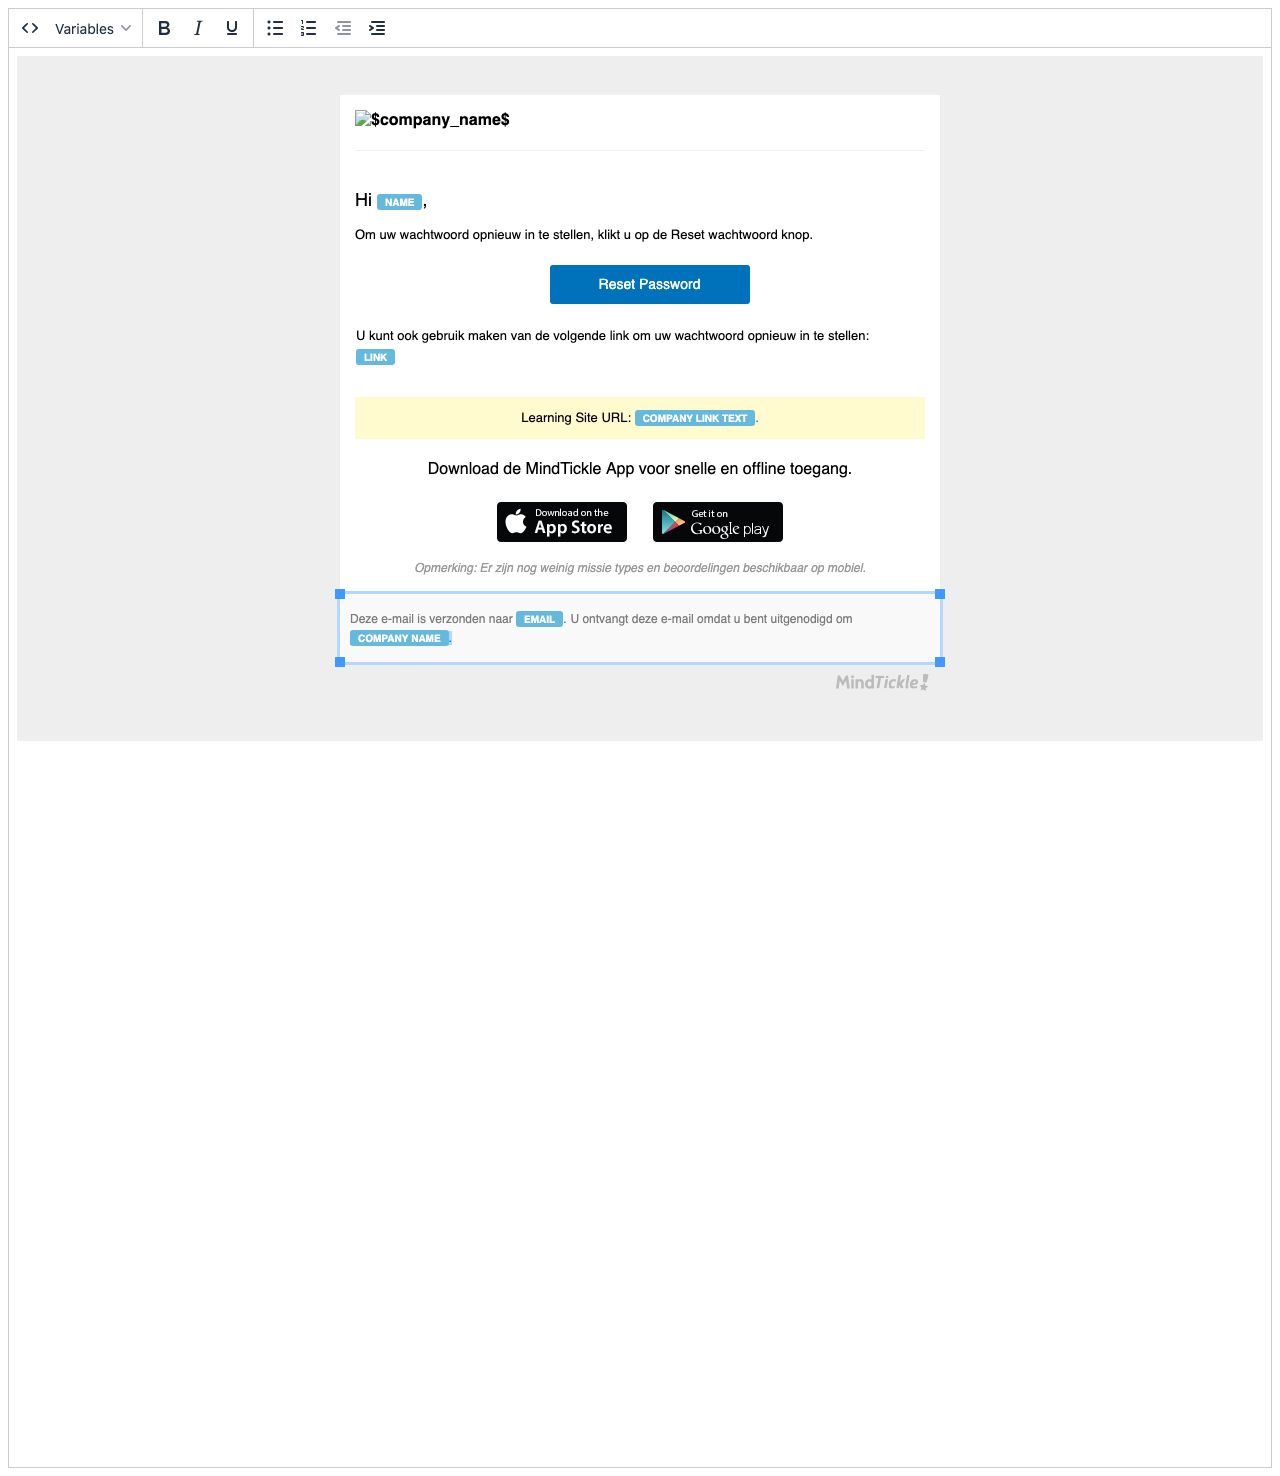 Variables B I U
$company_name$
Hi NAME,
Om uw wachtwoord opnieuw in te stellen, klikt u op de Reset wachtwoord knop.
Reset Password
U kunt ook gebruik maken van de volgende link om uw wachtwoord opnieuw in te stellen:
LINK
Learning Site URL: COMPANY LINK TEXT.
Download de MindTickle App voor snelle en offline toegang.
Download on the
App Store
Get it on
Google play
Opmerking: Er zijn nog weinig missie types en beoordelingen beschikbaar op mobiel.
Deze e-mail is verzonden naar EMAIL. U ontvangt deze e-mail omdat u bent uitgenodigd om
COMPANY NAME.
MindTickle!